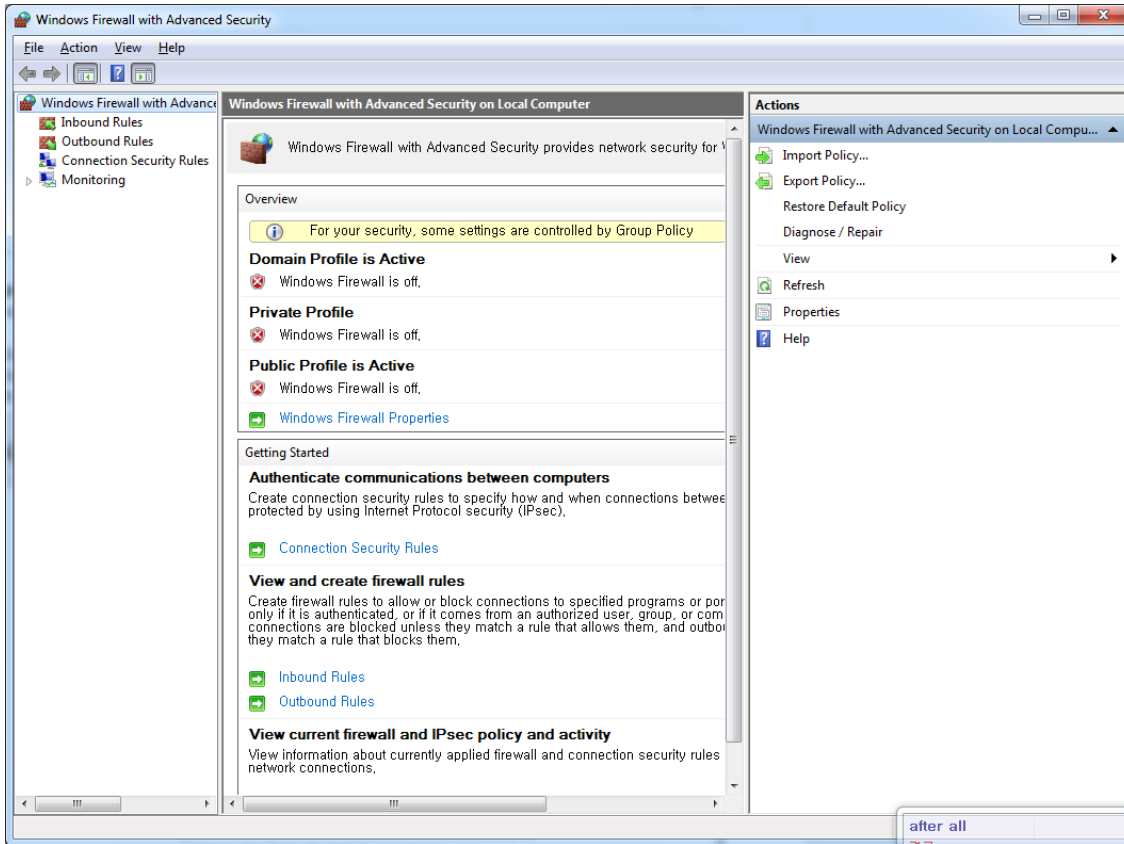 Windows Firewall with Advanced Security
File Action View Help
Windows Firewall with Advance
Inbound Rules
Outbound Rules
Connection Security Rules
Monitoring
Windows Firewall with Advanced Security on Local Computer
Windows Firewall with Advanced Security provides network security for
Overview
For your security, some settings are controlled by Group Policy
Domain Profile is Active
Windows Firewall is off.
Private Profile
Windows Firewall is off.
Public Profile is Active
Windows Firewall is off.
Windows Firewall Properties
Getting Started
Authenticate communications between computers
Create connection security rules to specify how and when connections betwee
protected by using Internet Protocol security (IPsec).
Connection Security Rules
View and create firewall rules
Create firewall rules to allow or block connections to specified programs or por
only if it is authenticated, or if it comes from an authorized user, group, or com
connections are blocked unless they match a rule that allows them, and outbou
they match a rule that blocks them.
Inbound Rules
Outbound Rules
View current firewall and IPsec policy and activity
View information about currently applied firewall and connection security rules
network connections.
Actions
Windows Firewall with Advanced Security on Local Compu...
Import Policy...
Export Policy...
Restore Default Policy
Diagnose / Repair
View
Refresh
Properties
Help
after all